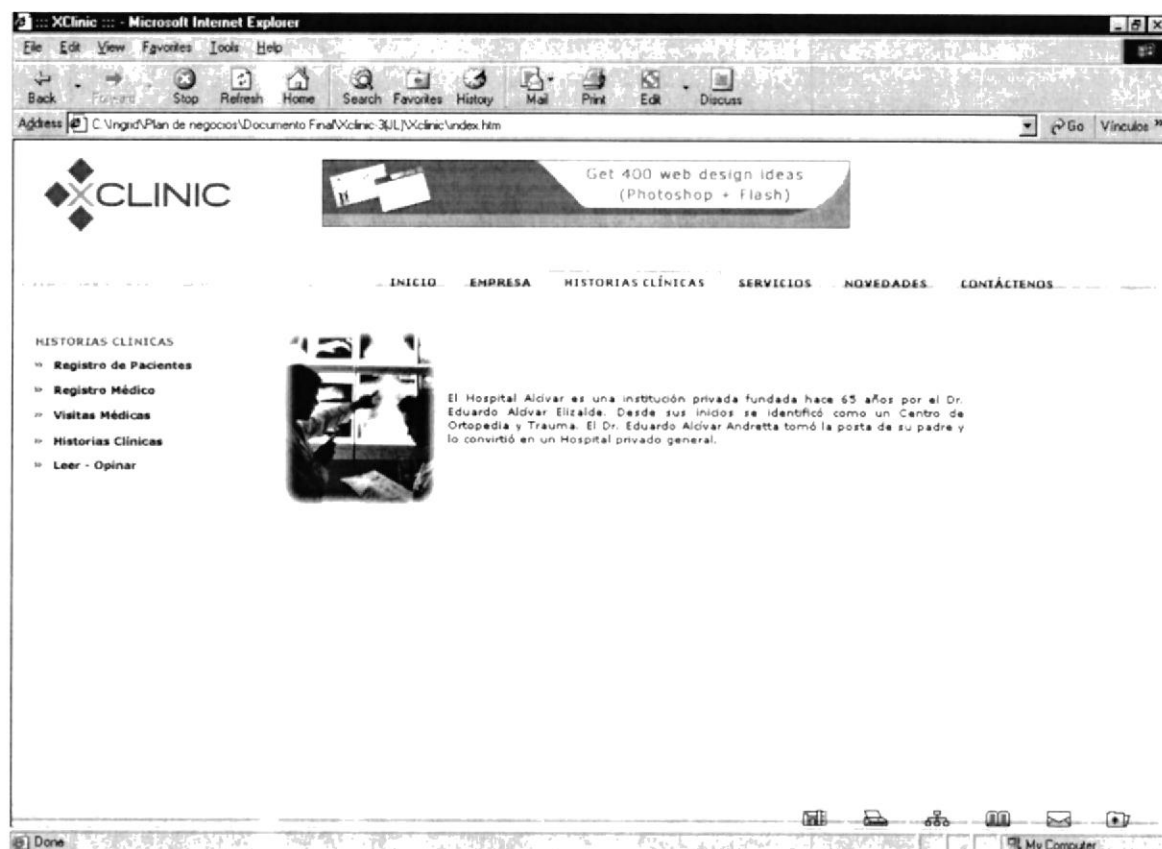 ::: XClinic ::: - Microsoft Internet Explorer
File Edit View Favorites Tools Help
Back Forward Stop Refresh Home Search Favorites History Mail Print Edit Discuss
Address C:\Ingrid\Plan de negocios\Documento Final\Xclinic-3(JL)\Xclinic\index.htm Go Vínculos »
XCLINIC
Get 400 web design ideas
(Photoshop + Flash)
INICIO EMPRESA HISTORIAS CLÍNICAS SERVICIOS NOVEDADES CONTÁCTENOS
HISTORIAS CLINICAS
» Registro de Pacientes
» Registro Médico
» Visitas Médicas
» Historias Clínicas
» Leer - Opinar
El Hospital Alcívar es una institución privada fundada hace 65 años por el Dr.
Eduardo Alcívar Elizalde. Desde sus inicios se identificó como un Centro de
Ortopedia y Trauma. El Dr. Eduardo Alcívar Andretta tomó la posta de su padre y
lo convirtió en un Hospital privado general.
Done My Computer